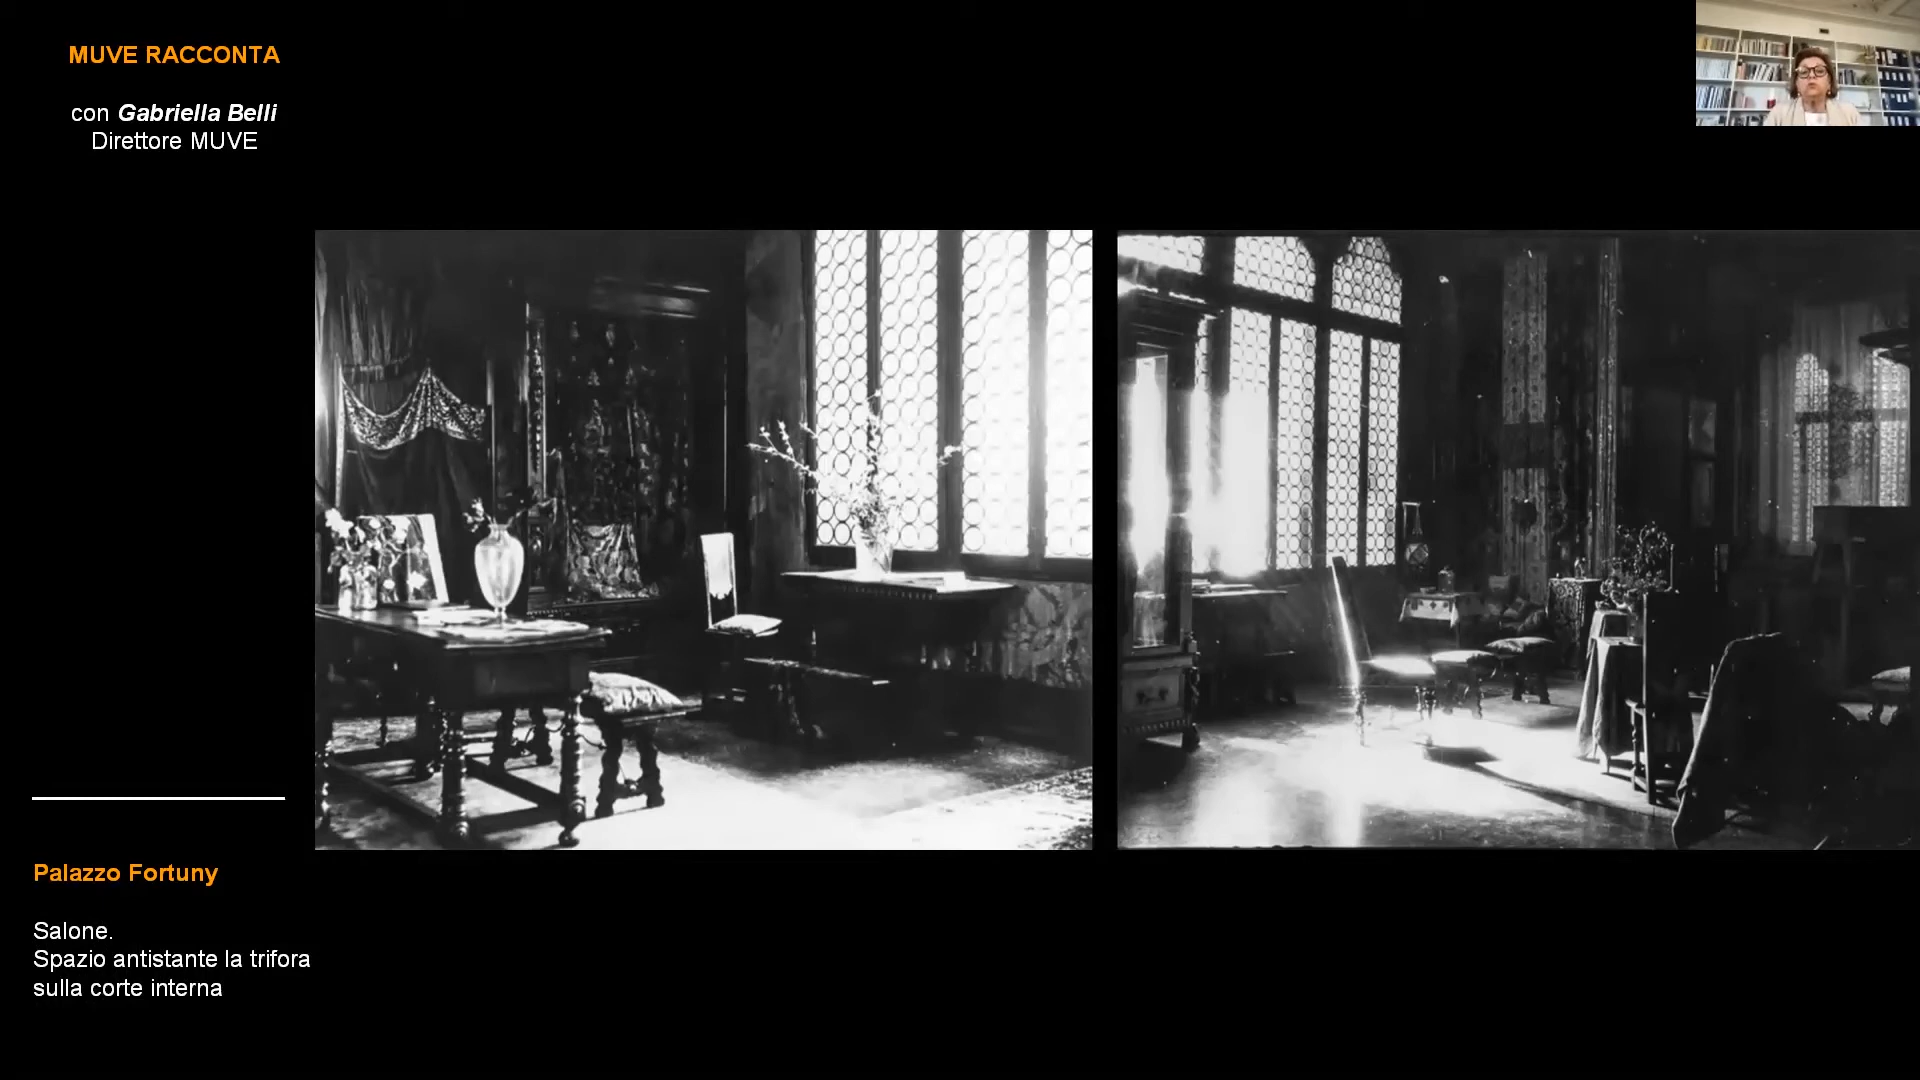 MUVE RACCONTA
con Gabriella Belli
Direttore MUVE
Palazzo Fortuny
Salone.
Spazio antistante la trifora
sulla corte interna